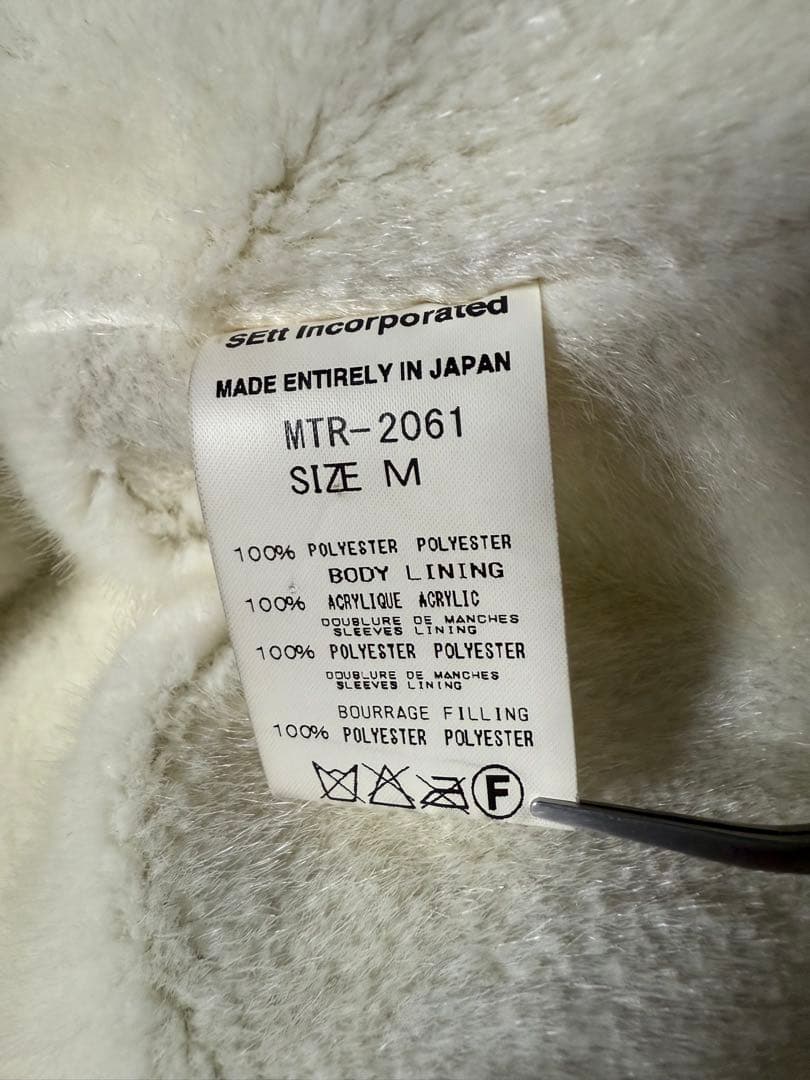 SEtt Incorporated
MADE ENTIRELY IN JAPAN
MTR-2061
SIZE M
100% POLYESTER POLYESTER
BODY LINING
100% ACRYLIQUE ACRYLIC
DOUBLURE DE MANCHES
SLEEVES LINING
100% POLYESTER POLYESTER
DOUBLURE DE MANCHES
SLEEVES LINING
BOURRAGE FILLING
100% POLYESTER POLYESTER
F